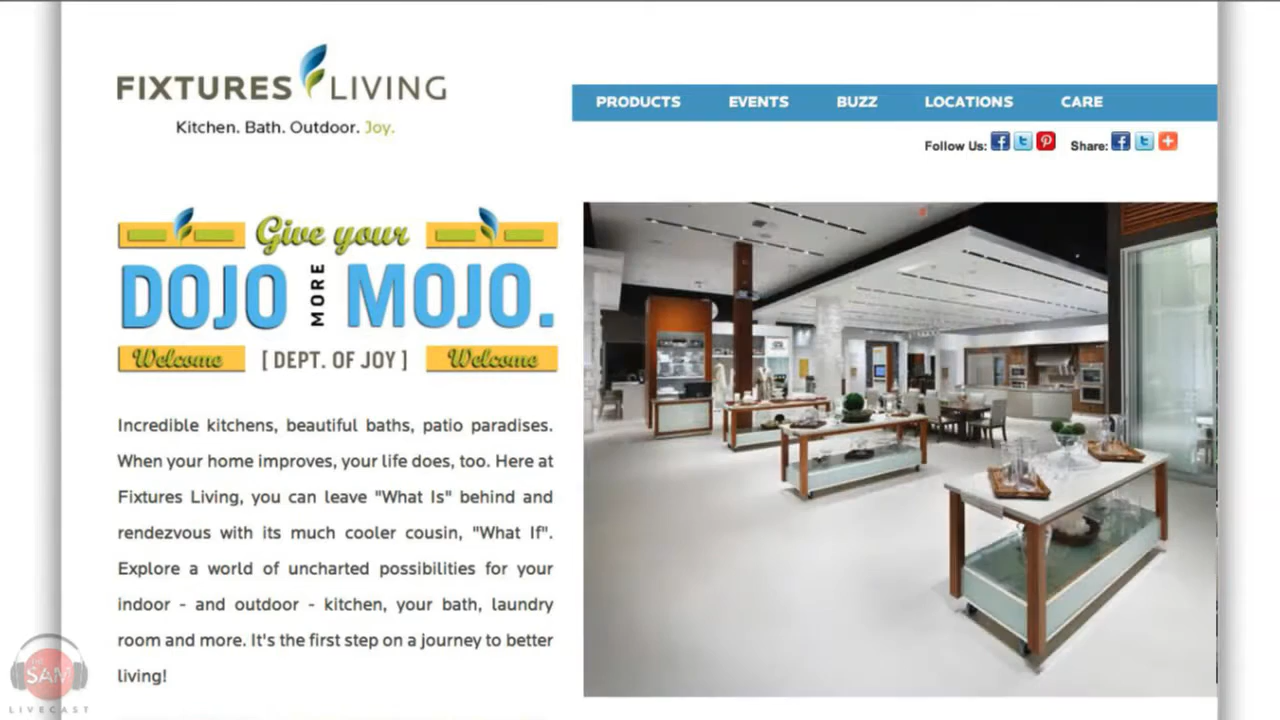 FIXTURES LIVING
Kitchen. Bath. Outdoor. Joy.
PRODUCTS EVENTS BUZZ LOCATIONS CARE
Follow Us: Share:
Give your
DOJO MORE MOJO.
Welcome [ DEPT. OF JOY ] Welcome
Incredible kitchens, beautiful baths, patio paradises.
When your home improves, your life does, too. Here at
Fixtures Living, you can leave "What Is" behind and
rendezvous with its much cooler cousin, "What If".
Explore a world of uncharted possibilities for your
indoor - and outdoor - kitchen, your bath, laundry
room and more. It's the first step on a journey to better
living!
THE
SAM
LIVECAST